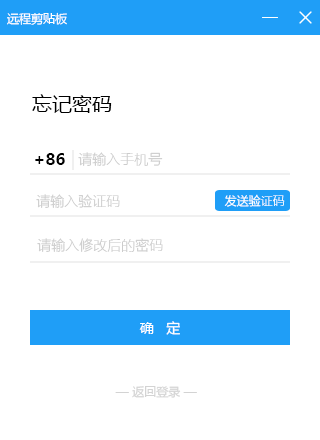 远程剪贴板
忘记密码
+86 请输入手机号
请输入验证码 发送验证码
请输入修改后的密码
确 定
— 返回登录 —